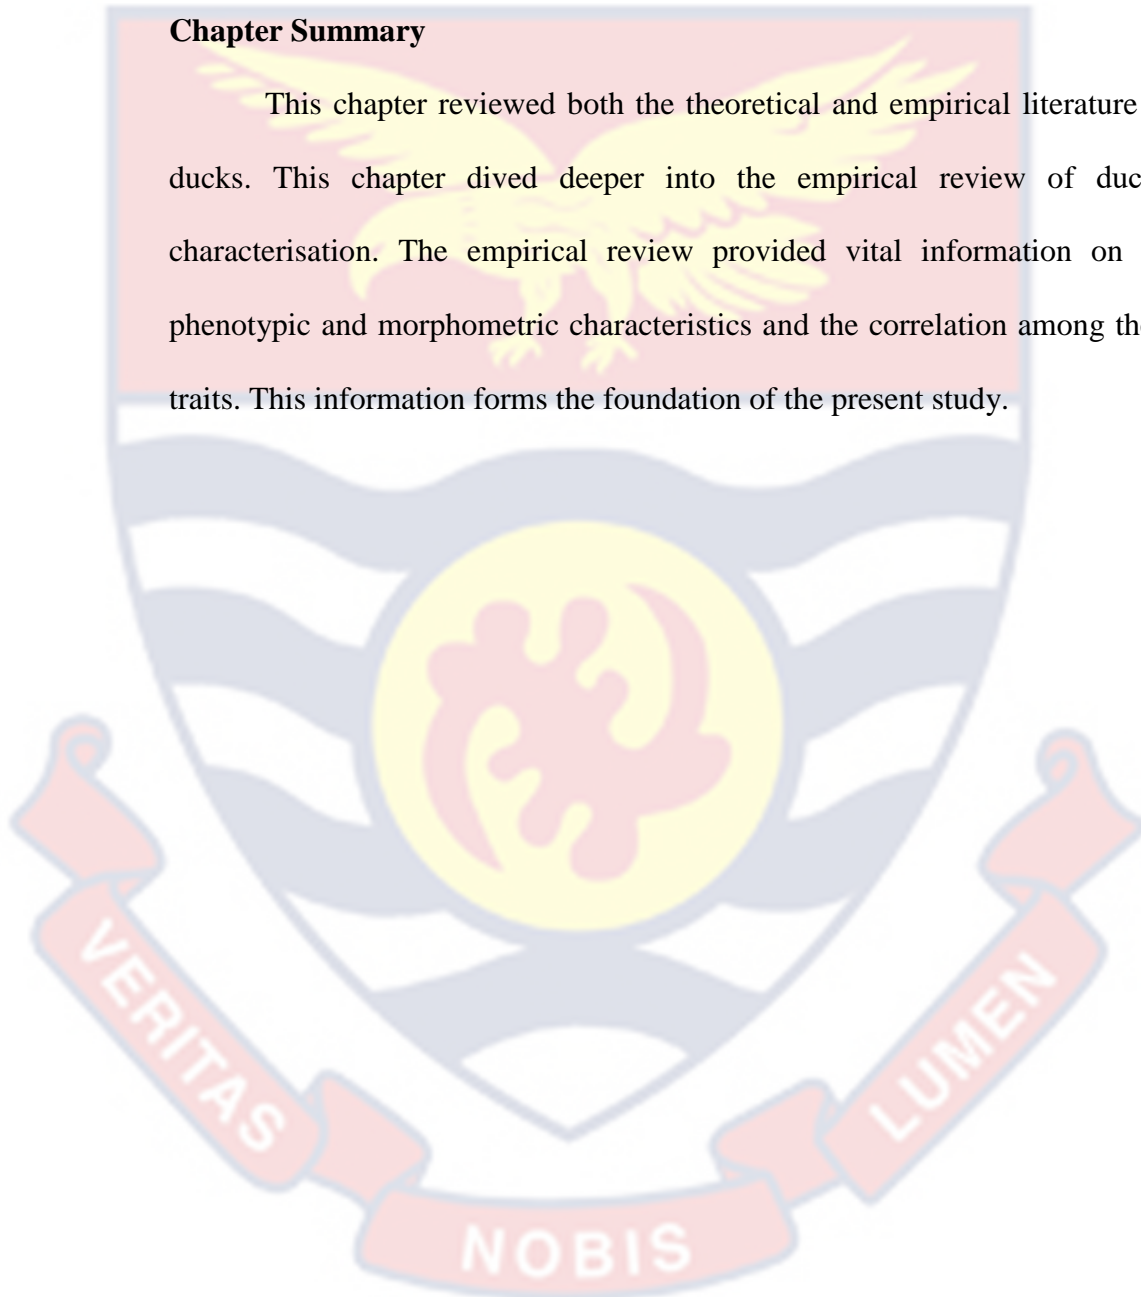 Chapter Summary
This chapter reviewed both the theoretical and empirical literature
ducks. This chapter dived deeper into the empirical review of duc
characterisation. The empirical review provided vital information on
phenotypic and morphometric characteristics and the correlation among th
traits. This information forms the foundation of the present study.
VERITAS
NOBIS
LUMEN